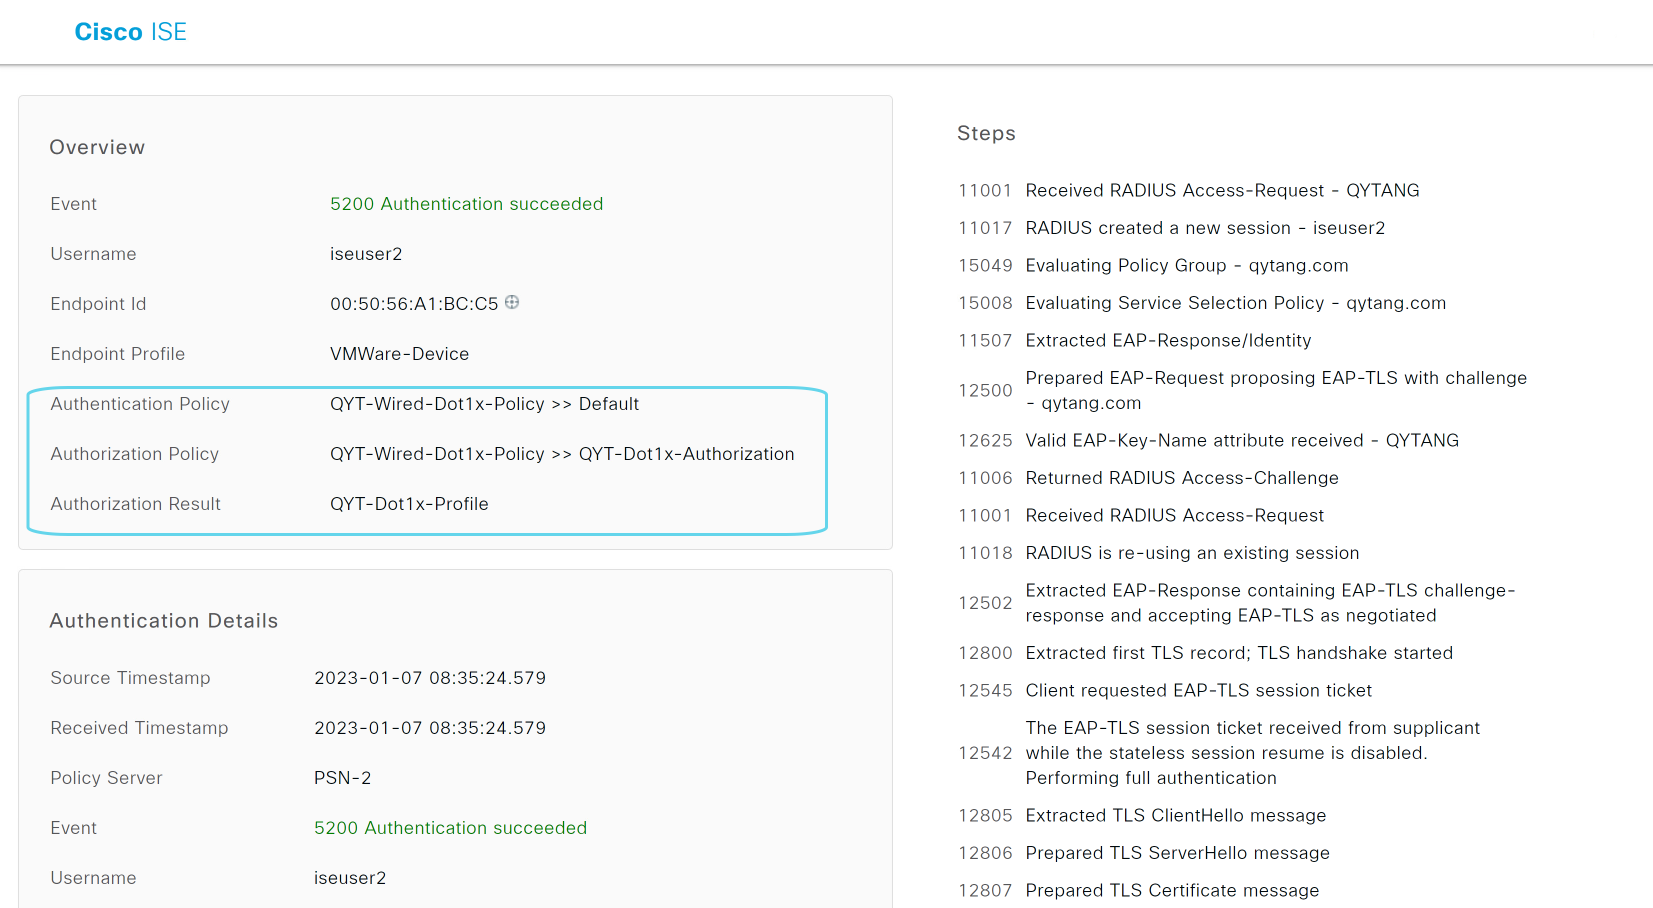 Cisco ISE
Overview
Event 5200 Authentication succeeded
Username iseuser2
Endpoint Id 00:50:56:A1:BC:C5
Endpoint Profile VMWare-Device
Authentication Policy QYT-Wired-Dot1x-Policy >> Default
Authorization Policy QYT-Wired-Dot1x-Policy >> QYT-Dot1x-Authorization
Authorization Result QYT-Dot1x-Profile
Authentication Details
Source Timestamp 2023-01-07 08:35:24.579
Received Timestamp 2023-01-07 08:35:24.579
Policy Server PSN-2
Event 5200 Authentication succeeded
Username iseuser2
Steps
11001 Received RADIUS Access-Request - QYTANG
11017 RADIUS created a new session - iseuser2
15049 Evaluating Policy Group - qytang.com
15008 Evaluating Service Selection Policy - qytang.com
11507 Extracted EAP-Response/Identity
12500 Prepared EAP-Request proposing EAP-TLS with challenge
- qytang.com
12625 Valid EAP-Key-Name attribute received - QYTANG
11006 Returned RADIUS Access-Challenge
11001 Received RADIUS Access-Request
11018 RADIUS is re-using an existing session
12502 Extracted EAP-Response containing EAP-TLS challenge-
response and accepting EAP-TLS as negotiated
12800 Extracted first TLS record; TLS handshake started
12545 Client requested EAP-TLS session ticket
The EAP-TLS session ticket received from supplicant
12542 while the stateless session resume is disabled.
Performing full authentication
12805 Extracted TLS ClientHello message
12806 Prepared TLS ServerHello message
12807 Prepared TLS Certificate message